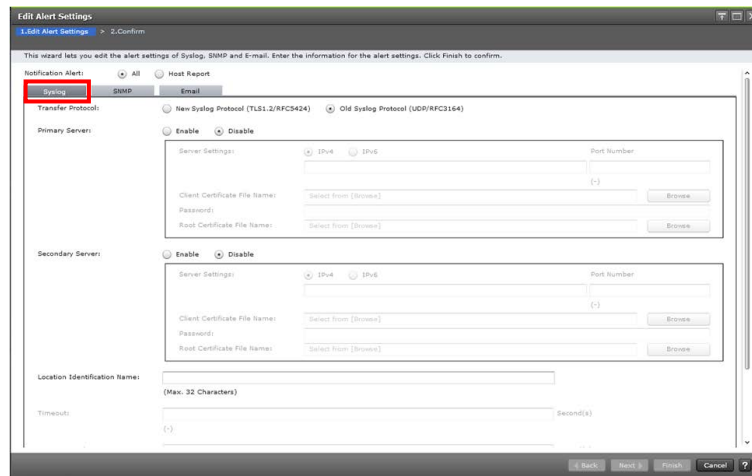 Edit Alert Settings
1.Edit Alert Settings > 2.Confirm
This wizard lets you edit the alert settings of Syslog, SNMP and E-mail. Enter the information for the alert settings. Click Finish to confirm.
Notification Alert: All Host Report
Syslog SNMP Email
Transfer Protocol: New Syslog Protocol (TLS1.2/RFC5424) Old Syslog Protocol (UDP/RFC3164)
Primary Server: Enable Disable
Server Settings: IPv4 IPv6 Port Number
(-)
Client Certificate File Name: Select from [Browse] Browse
Password:
Root Certificate File Name: Select from [Browse] Browse
Secondary Server: Enable Disable
Server Settings: IPv4 IPv6 Port Number
(-)
Client Certificate File Name: Select from [Browse] Browse
Password:
Root Certificate File Name: Select from [Browse] Browse
Location Identification Name:
(Max. 32 Characters)
Timeout: Second(s)
(-)
Back Next Finish Cancel ?